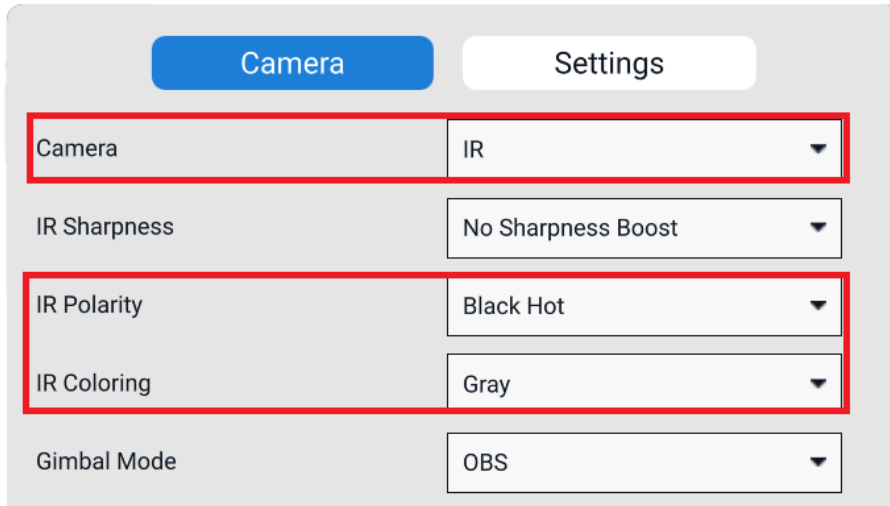 Camera Settings
Camera IR
IR Sharpness No Sharpness Boost
IR Polarity Black Hot
IR Coloring Gray
Gimbal Mode OBS